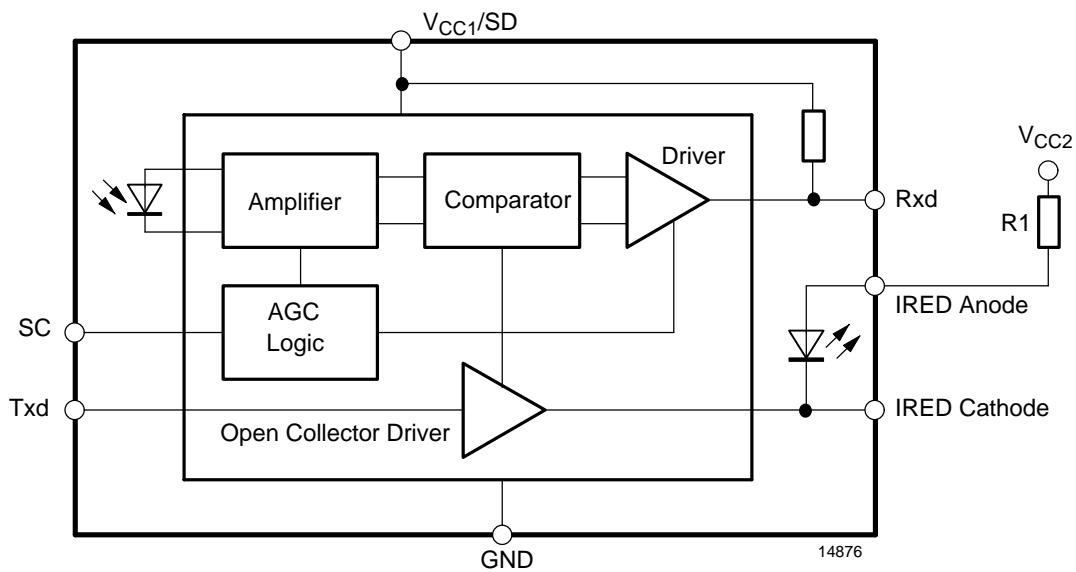 VCC1/SD
Driver
VCC2
Amplifier
Comparator
Rxd
R1
AGC
Logic
IRED Anode
SC
Txd
Open Collector Driver
IRED Cathode
GND
14876